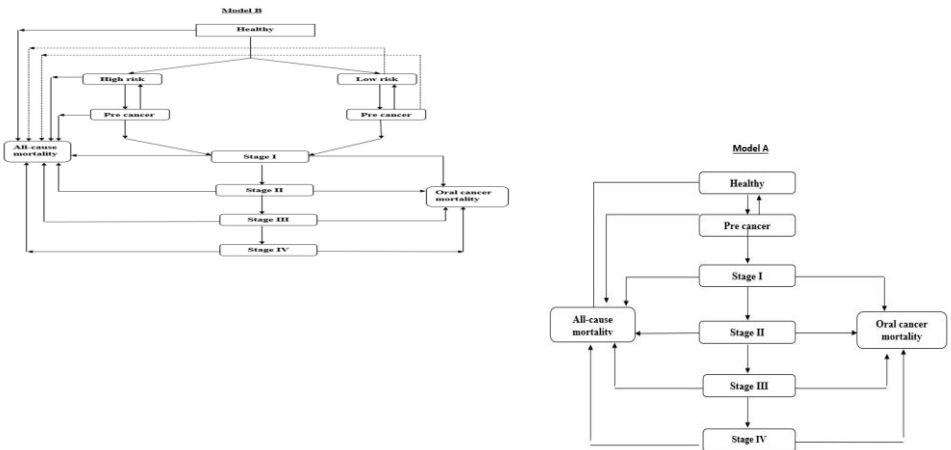 Model B
Healthy
High risk
Low risk
Pre cancer
Pre cancer
All-cause
mortality
Stage I
Stage II
Oral cancer
mortality
Stage III
Stage IV
Model A
Healthy
Pre cancer
Stage I
All-cause
mortality
Stage II
Oral cancer
mortality
Stage III
Stage IV